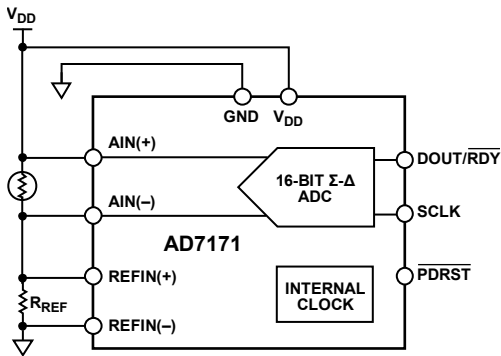 VDD
GND
VDD
AIN(+)
16-BIT Σ-Δ
ADC
DOUT/RDY
AIN(–)
SCLK
AD7171
REFIN(+)
PDRST
INTERNAL
CLOCK
RREF
REFIN(–)